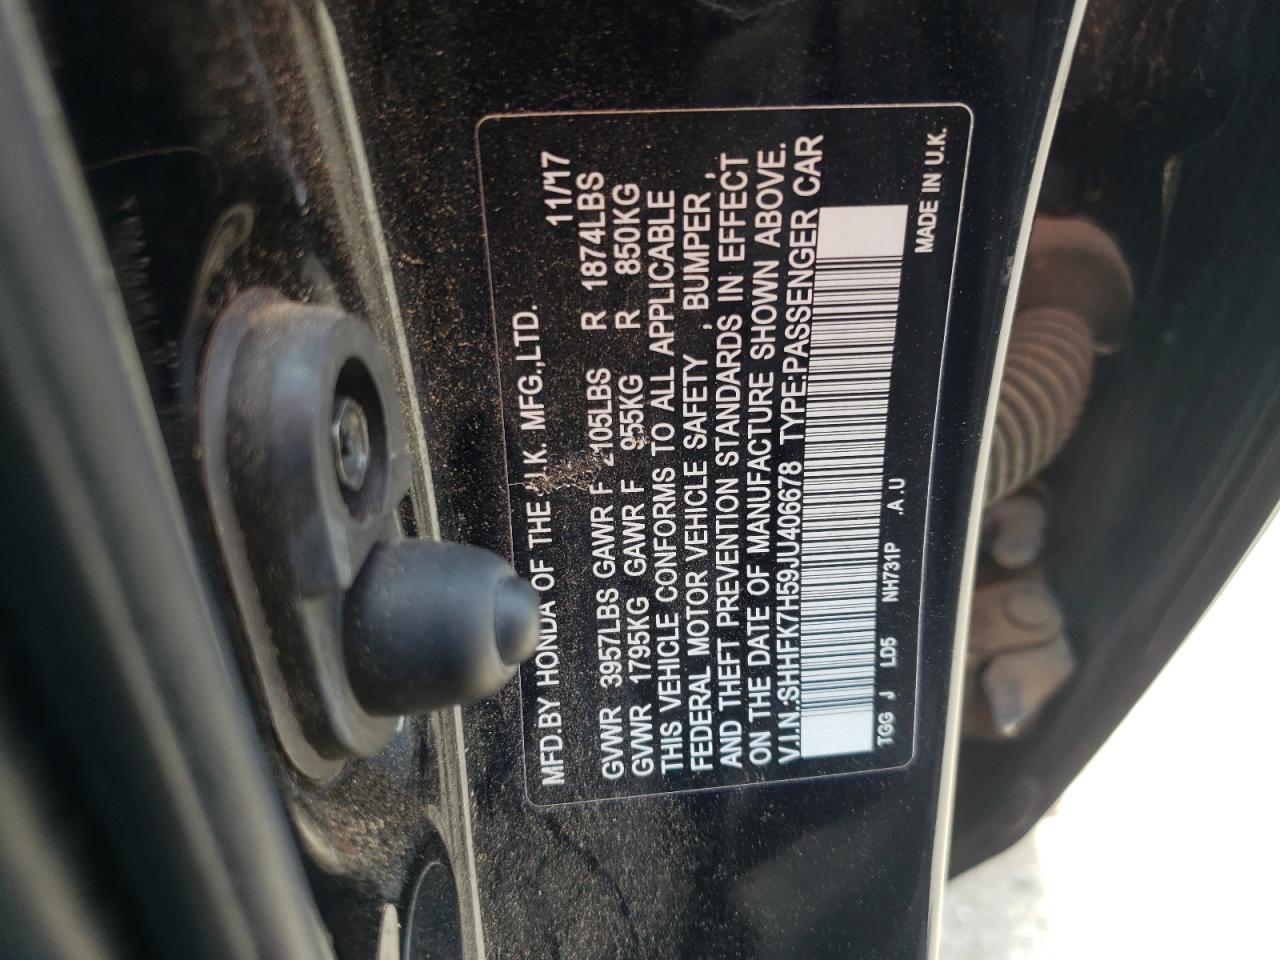 MFD.BY HONDA OF THE U.K. MFG.,LTD. 11/17
GVWR 3957LBS GAWR F 2105LBS R 1874LBS
GVWR 1795KG GAWR F 955KG R 850KG
THIS VEHICLE CONFORMS TO ALL APPLICABLE
FEDERAL MOTOR VEHICLE SAFETY , BUMPER ,
AND THEFT PREVENTION STANDARDS IN EFFECT
ON THE DATE OF MANUFACTURE SHOWN ABOVE.
V.I.N.:SHHFK7H59JU406678 TYPE:PASSENGER CAR
TGG J LD5 NH731P .A.U
MADE IN U.K.